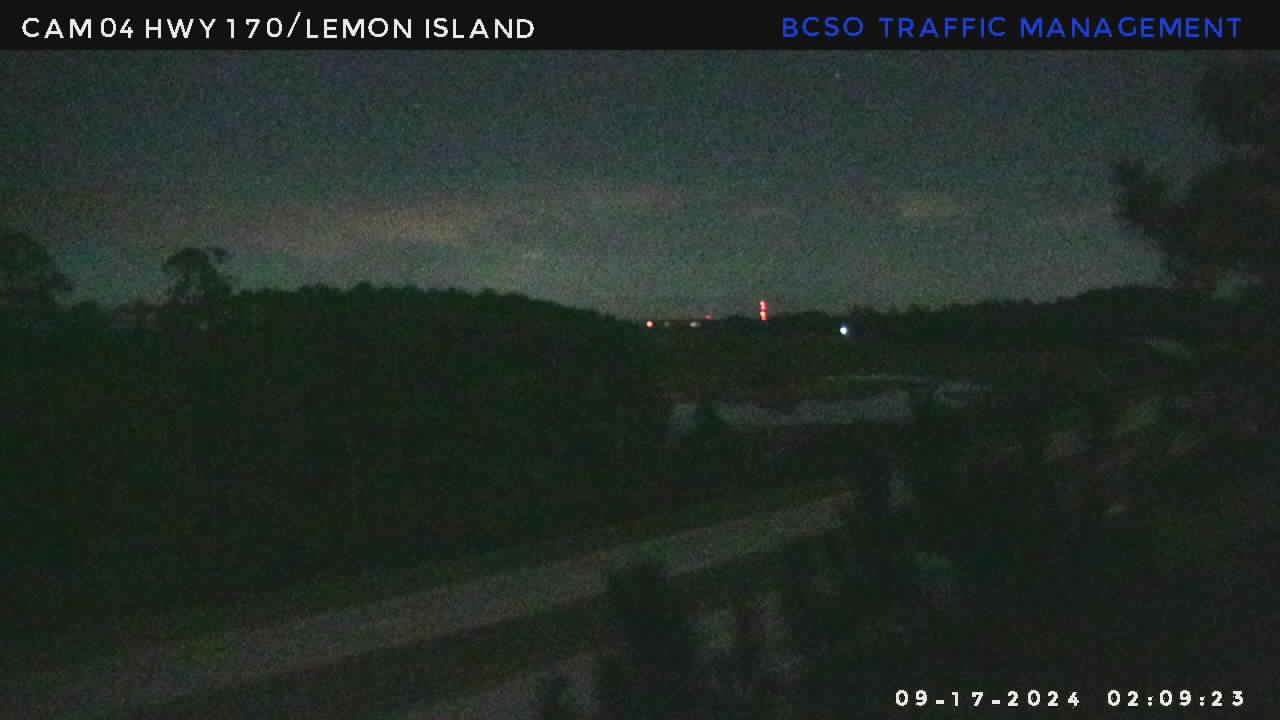 CAM04 HWY 170/LEMON ISLAND
BCSO TRAFFIC MANAGEMENT
09-17-2024 02:09:23